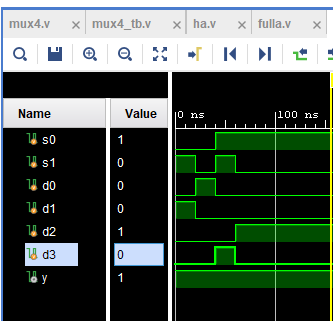 mux4.v mux4_tb.v ha.v fulla.v
Name Value
0 ns 100 ns
s0 1
s1 0
d0 0
d1 0
d2 1
d3 0
y 1